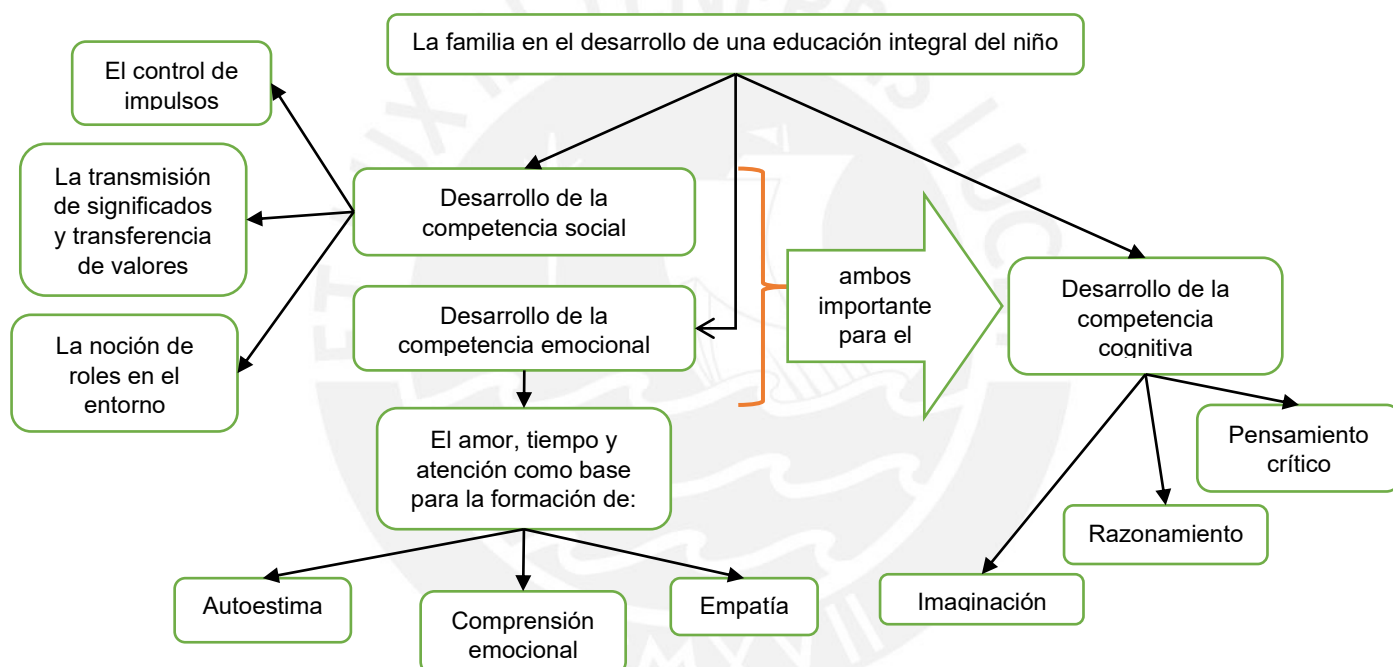 La familia en el desarrollo de una educación integral del niño
El control de
impulsos
La transmisión
de significados
y transferencia
de valores
La noción de
roles en el
entorno
Desarrollo de la
competencia social
Desarrollo de la
competencia emocional
ambos
importante
para el
Desarrollo de la
competencia
cognitiva
El amor, tiempo y
atención como base
para la formación de:
Pensamiento
crítico
Razonamiento
Imaginación
Autoestima
Comprensión
emocional
Empatía